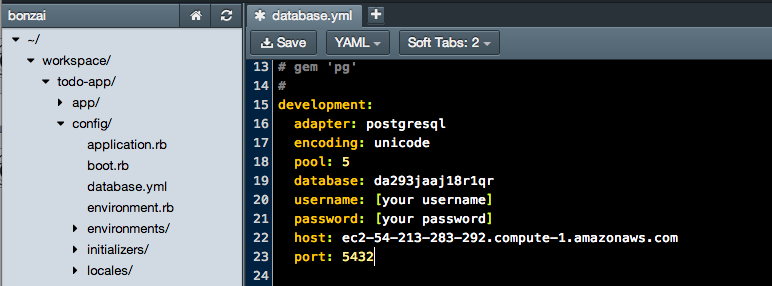 bonzai
~/
workspace/
todo-app/
app/
config/
application.rb
boot.rb
database.yml
environment.rb
environments/
initializers/
locales/
database.yml
Save
YAML
Soft Tabs: 2
13 # gem 'pg'
14 #
15 development:
16 adapter: postgresql
17 encoding: unicode
18 pool: 5
19 database: da293jaaj18r1qr
20 username: [your username]
21 password: [your password]
22 host: ec2-54-213-283-292.compute-1.amazonaws.com
23 port: 5432
24